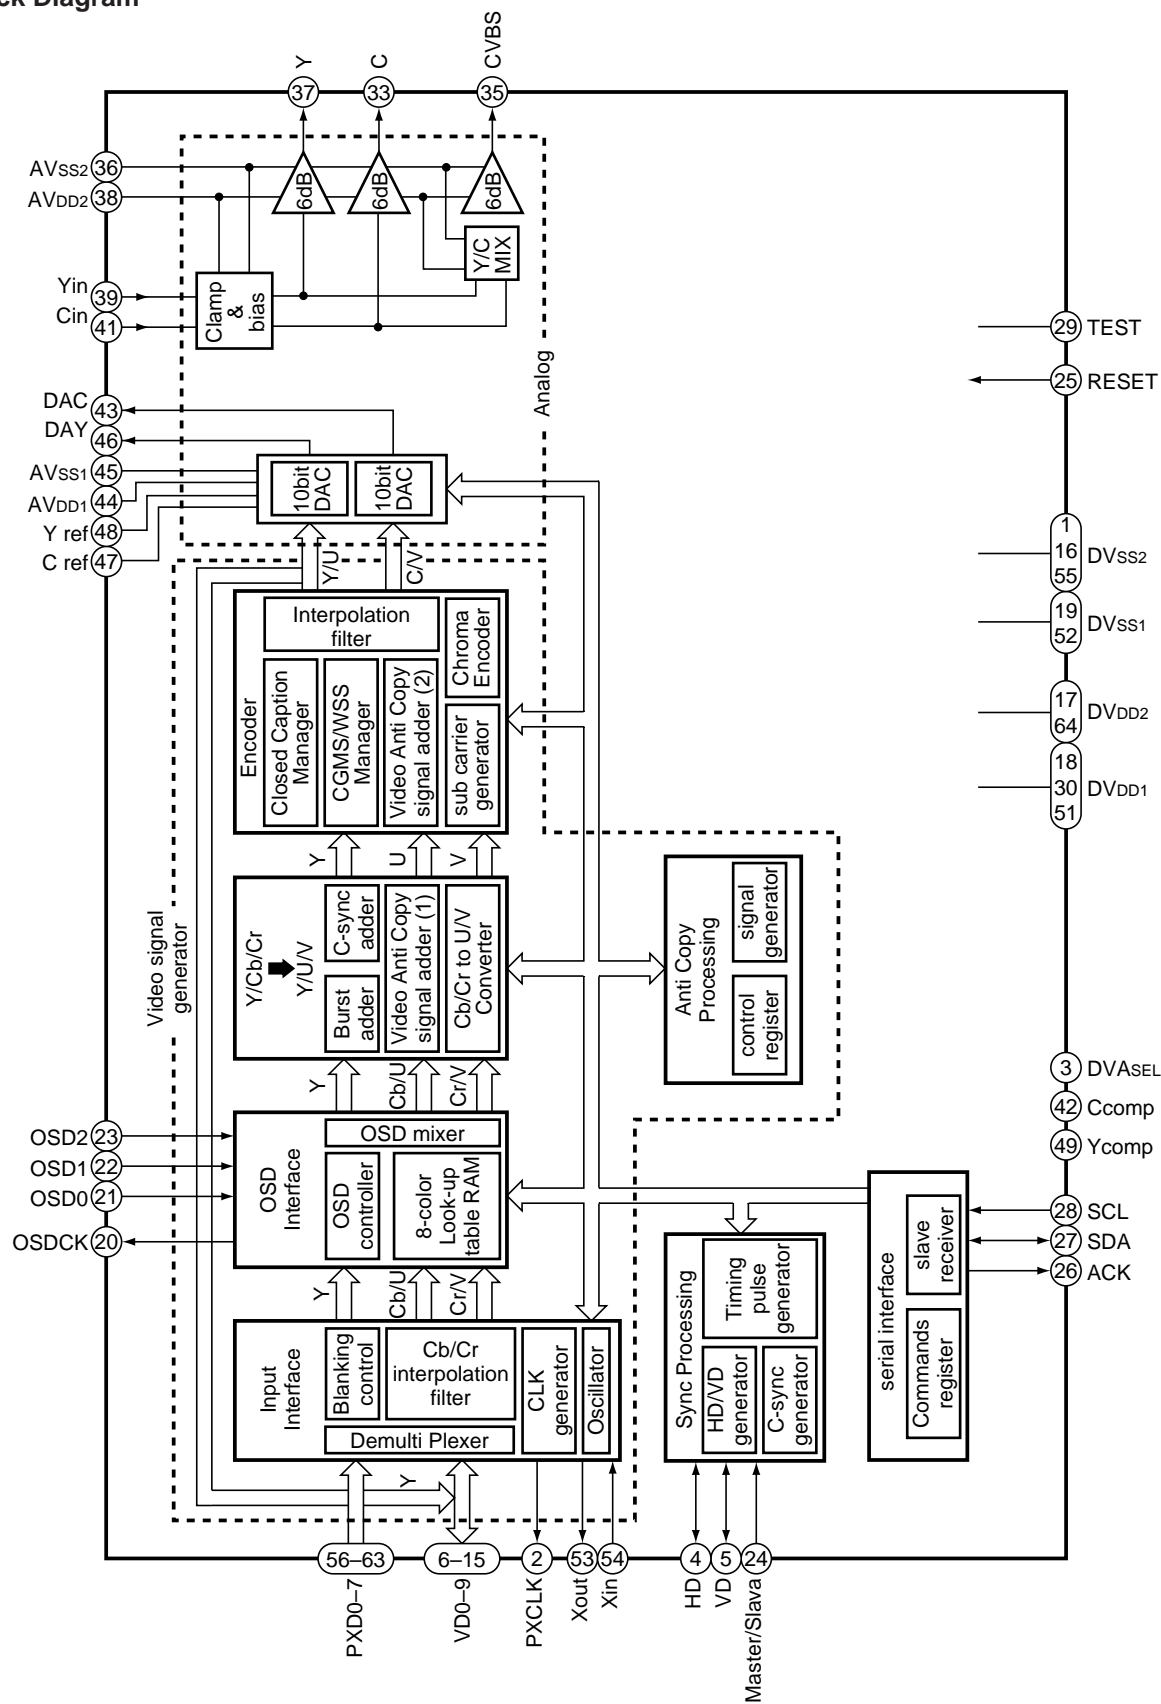 ck Diagram
Y
C
CVBS
37
33
35
AVSS2
36
AVDD2
38
6dB
6dB
6dB
Y/C
MIX
Yin
39
Cin
41
Clamp
&
bias
Analog
29
TEST
25
RESET
DAC
43
DAY
46
AVSS1
45
AVDD1
44
Y ref
48
C ref
47
10bit
DAC
10bit
DAC
Y/U
C/V
1
16
55
DVSS2
19
52
DVSS1
17
64
DVDD2
18
30
51
DVDD1
Encoder
Interpolation
filter
Closed Caption
Manager
CGMS/WSS
Manager
Video Anti Copy
signal adder (2)
Chroma
Encoder
sub carrier
generator
Y
U
V
Video signal
generator
Y/Cb/Cr
Y/U/V
C-sync
adder
Burst
adder
Video Anti Copy
signal adder (1)
Cb/Cr to U/V
Converter
Anti Copy
Processing
signal
generator
control
register
Y
Cb/U
Cr/V
3
DVASEL
42
Ccomp
49
Ycomp
OSD2
23
OSD1
22
OSD0
21
OSDCK
20
OSD
Interface
OSD mixer
OSD
controller
8-color
Look-up
table RAM
Y
Cb/U
Cr/V
28
SCL
27
SDA
26
ACK
serial interface
slave
receiver
Commands
register
Input
Interface
Blanking
control
Cb/Cr
interpolation
filter
Demulti Plexer
CLK
generator
Oscillator
Sync Processing
Timing
pulse
generator
HD/VD
generator
C-sync
generator
Y
56–63
6–15
2
53
54
4
5
24
PXD0–7
VD0–9
PXCLK
Xout
Xin
HD
VD
Master/Slava